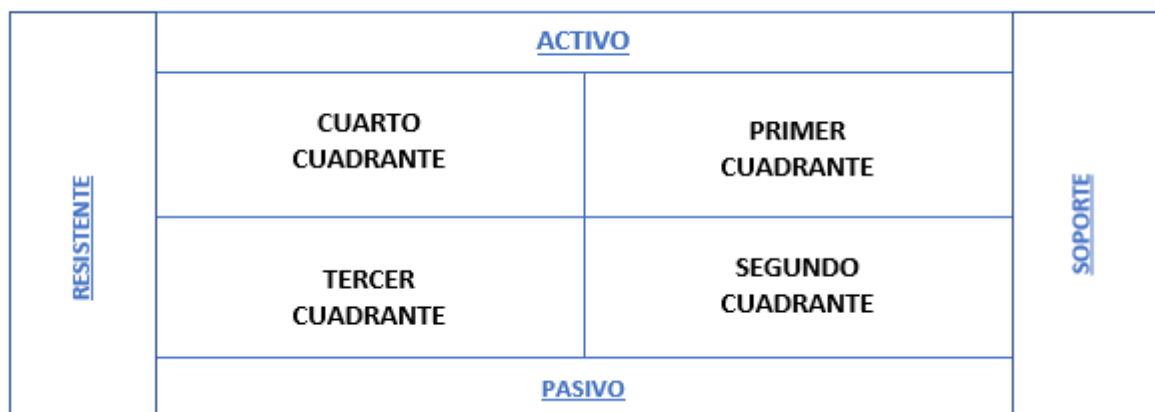 ACTIVO
RESISTENTE
CUARTO
CUADRANTE
PRIMER
CUADRANTE
SOPORTE
TERCER
CUADRANTE
SEGUNDO
CUADRANTE
PASIVO